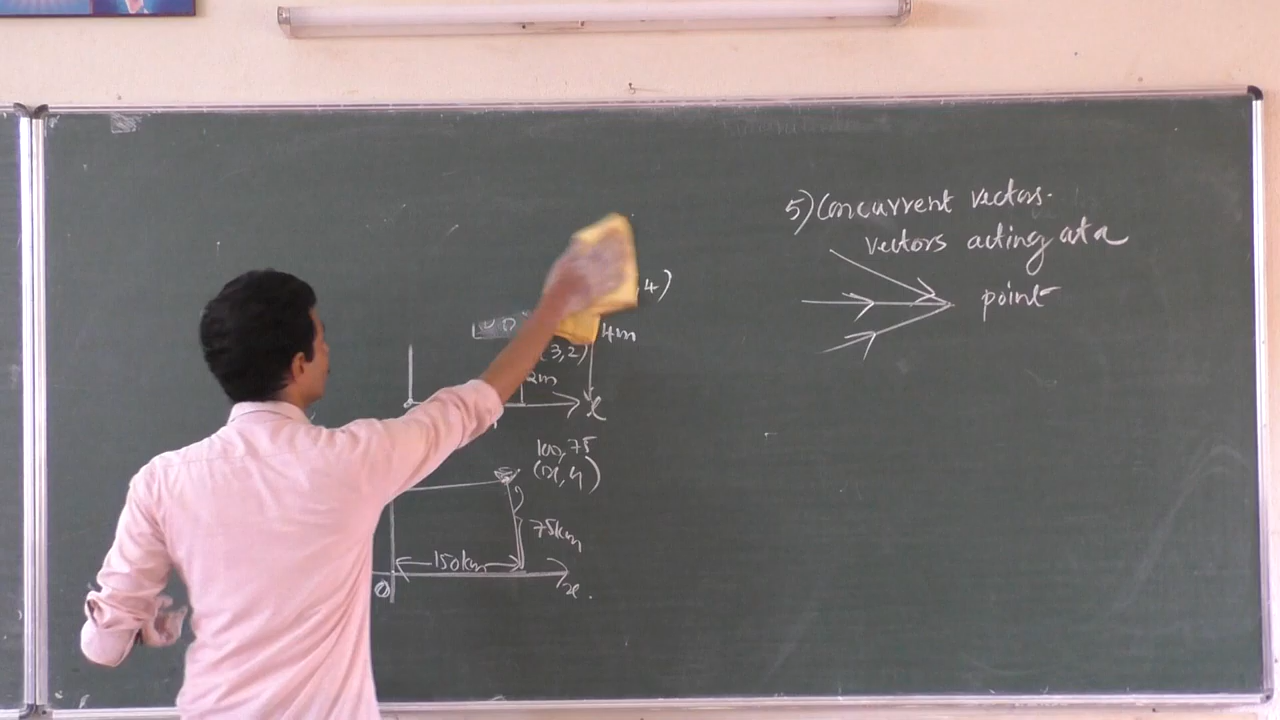 5) Concurrent vectors.
vectors acting at a
point
,4)
4m
(3,2)
2m
x
100,75
(x,y)
75km
150km
O
x.